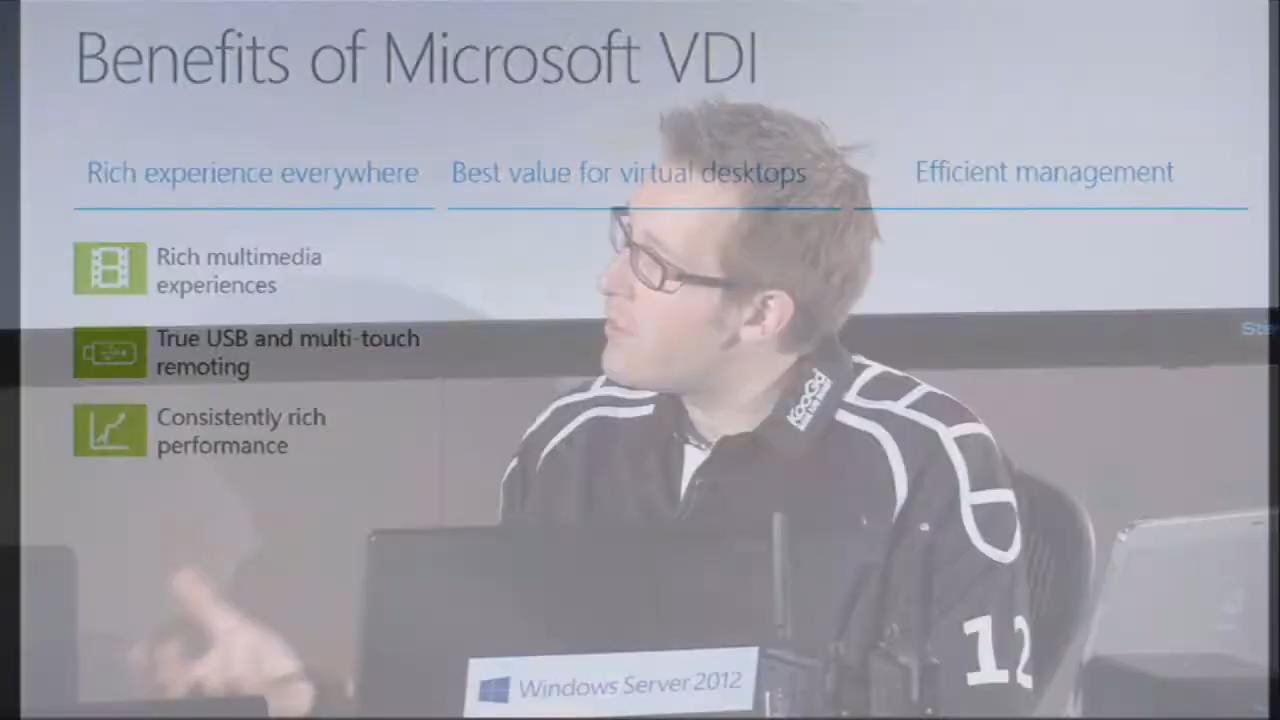 Benefits of Microsoft VDI
Rich experience everywhere
Best value for virtual desktops
Efficient management
Rich multimedia
experiences
True USB and multi-touch
remoting
Consistently rich
performance
KooGd
12
Windows Server 2012